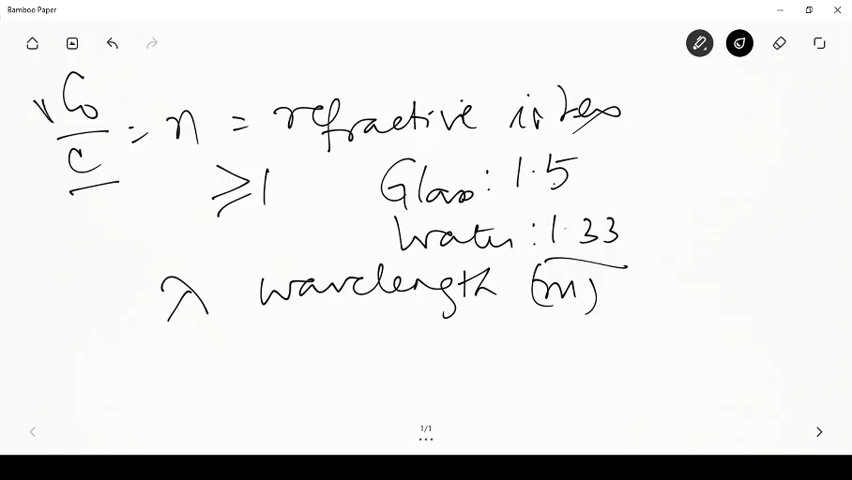 Bamboo Paper
C₀/C = n = refractive index
≥1 Glass: 1.5
Water: 1.33
λ wavelength (m)
1/1